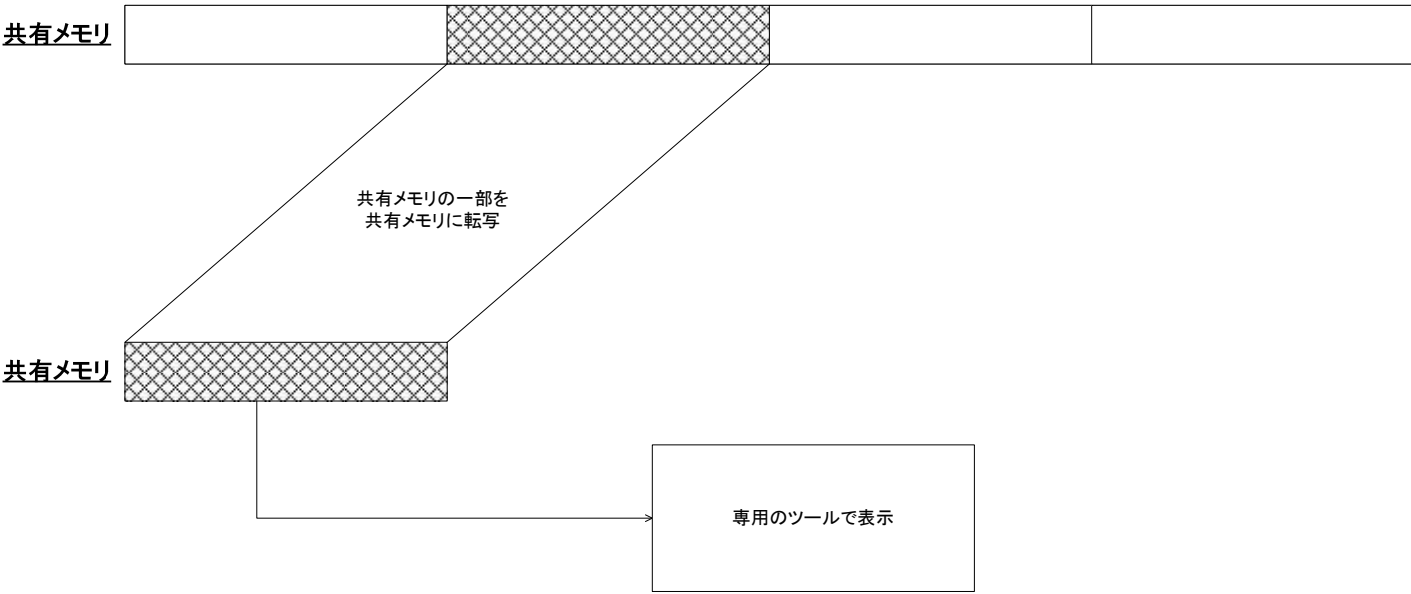 共有メモリ
共有メモリの一部を
共有メモリに転写
共有メモリ
専用のツールで表示